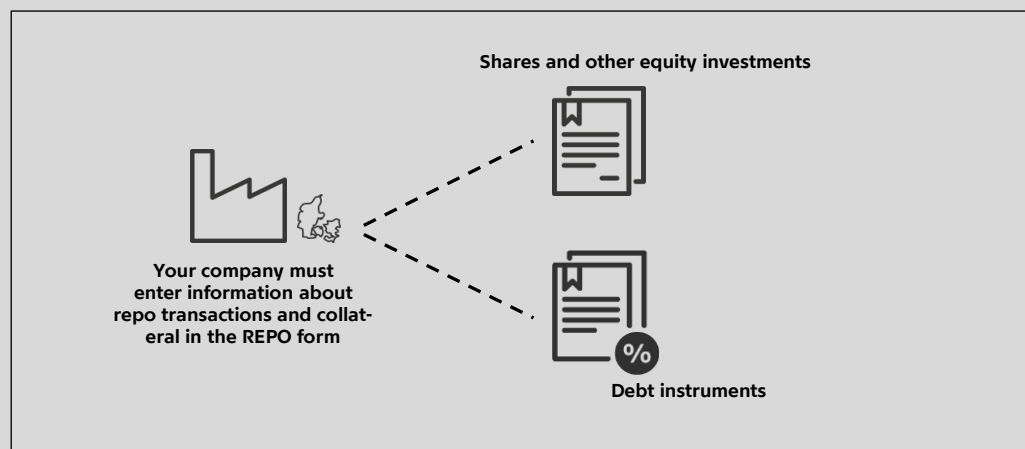 Shares and other equity investments
Your company must
enter information about
repo transactions and collat-
eral in the REPO form
%
Debt instruments